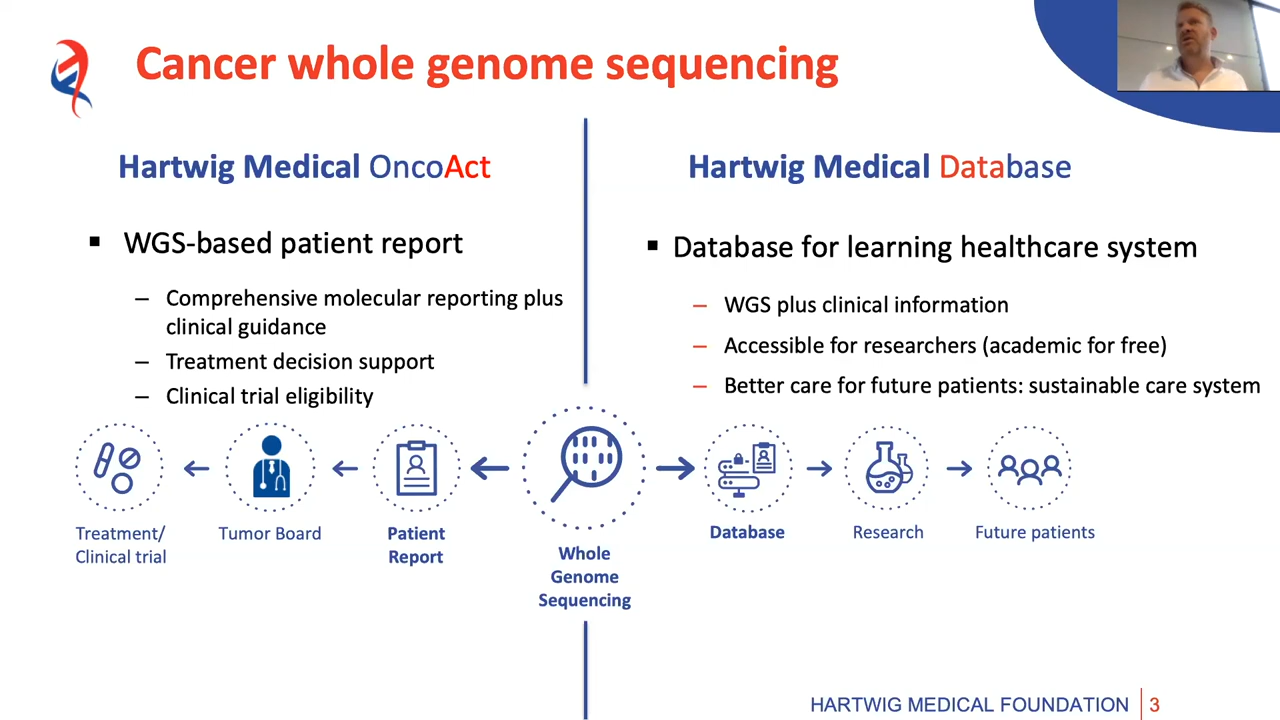 Cancer whole genome sequencing
Hartwig Medical OncoAct
▪ WGS-based patient report
– Comprehensive molecular reporting plus
clinical guidance
– Treatment decision support
– Clinical trial eligibility
Hartwig Medical Database
▪ Database for learning healthcare system
– WGS plus clinical information
– Accessible for researchers (academic for free)
– Better care for future patients: sustainable care system
Treatment/
Clinical trial
Tumor Board
Patient
Report
Whole
Genome
Sequencing
Database
Research
Future patients
HARTWIG MEDICAL FOUNDATION 3